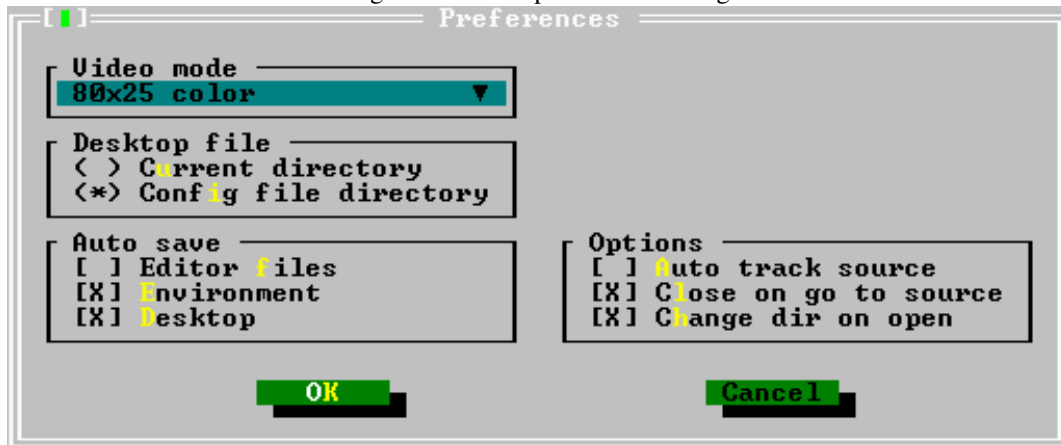 Preferences
Video mode
80x25 color ▼
Desktop file
( ) Current directory
(*) Config file directory
Auto save
[ ] Editor files
[X] Environment
[X] Desktop
Options
[ ] Auto track source
[X] Close on go to source
[X] Change dir on open
OK
Cancel